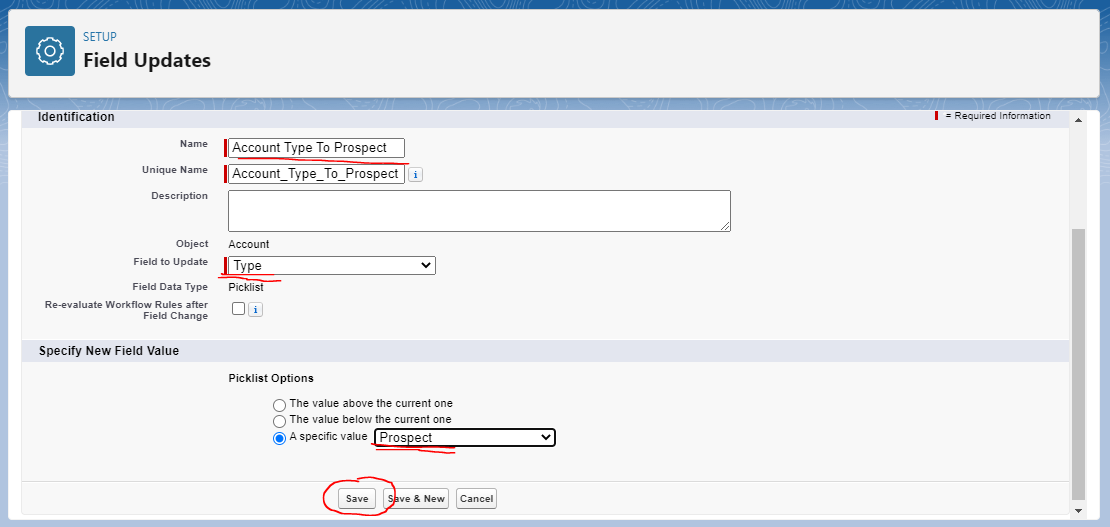 SETUP
Field Updates
Identification
= Required Information
Name Account Type To Prospect
Unique Name Account_Type_To_Prospect i
Description
Object Account
Field to Update Type
Field Data Type Picklist
Re-evaluate Workflow Rules after
Field Change i
Specify New Field Value
Picklist Options
The value above the current one
The value below the current one
A specific value Prospect
Save Save & New Cancel